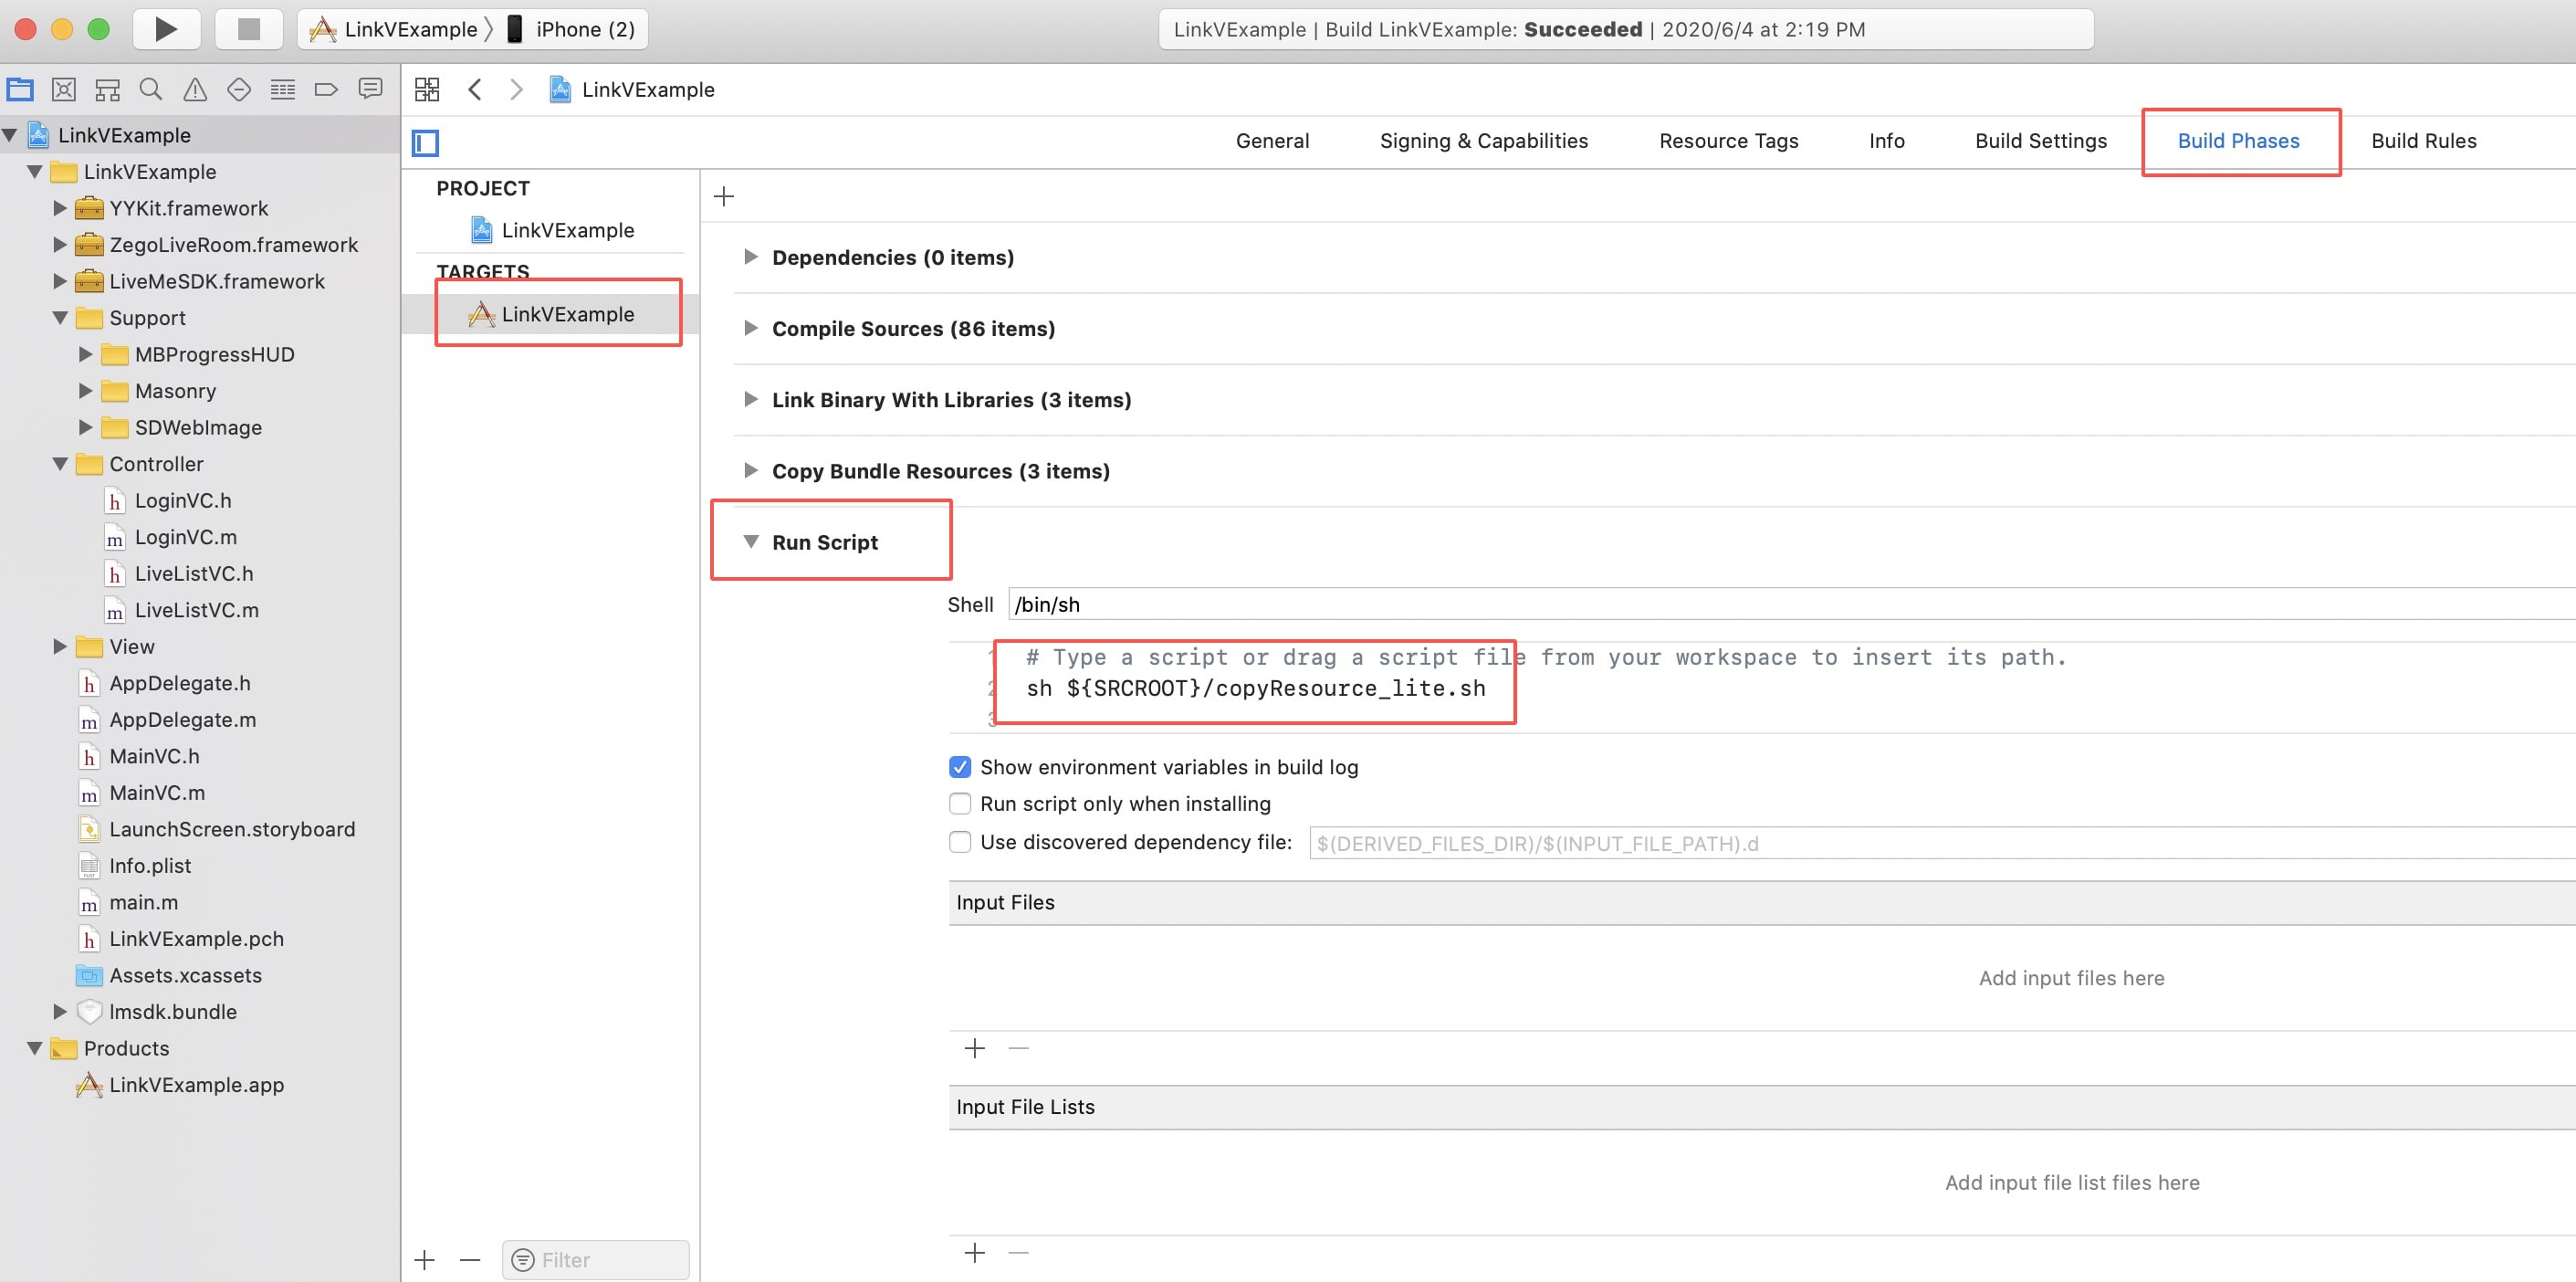 LinkVExample 〉 iPhone (2)
LinkVExample | Build LinkVExample: Succeeded | 2020/6/4 at 2:19 PM
LinkVExample
LinkVExample
LinkVExample
YYKit.framework
ZegoLiveRoom.framework
LiveMeSDK.framework
Support
MBProgressHUD
Masonry
SDWebImage
Controller
LoginVC.h
LoginVC.m
LiveListVC.h
LiveListVC.m
View
AppDelegate.h
AppDelegate.m
MainVC.h
MainVC.m
LaunchScreen.storyboard
Info.plist
main.m
LinkVExample.pch
Assets.xcassets
lmsdk.bundle
Products
LinkVExample.app
General Signing & Capabilities Resource Tags Info Build Settings Build Phases Build Rules
PROJECT
LinkVExample
TARGETS
LinkVExample
Filter
Dependencies (0 items)
Compile Sources (86 items)
Link Binary With Libraries (3 items)
Copy Bundle Resources (3 items)
Run Script
Shell /bin/sh
1 # Type a script or drag a script file from your workspace to insert its path.
2 sh ${SRCROOT}/copyResource_lite.sh
3
Show environment variables in build log
Run script only when installing
Use discovered dependency file: $(DERIVED_FILES_DIR)/$(INPUT_FILE_PATH).d
Input Files
Add input files here
Input File Lists
Add input file list files here